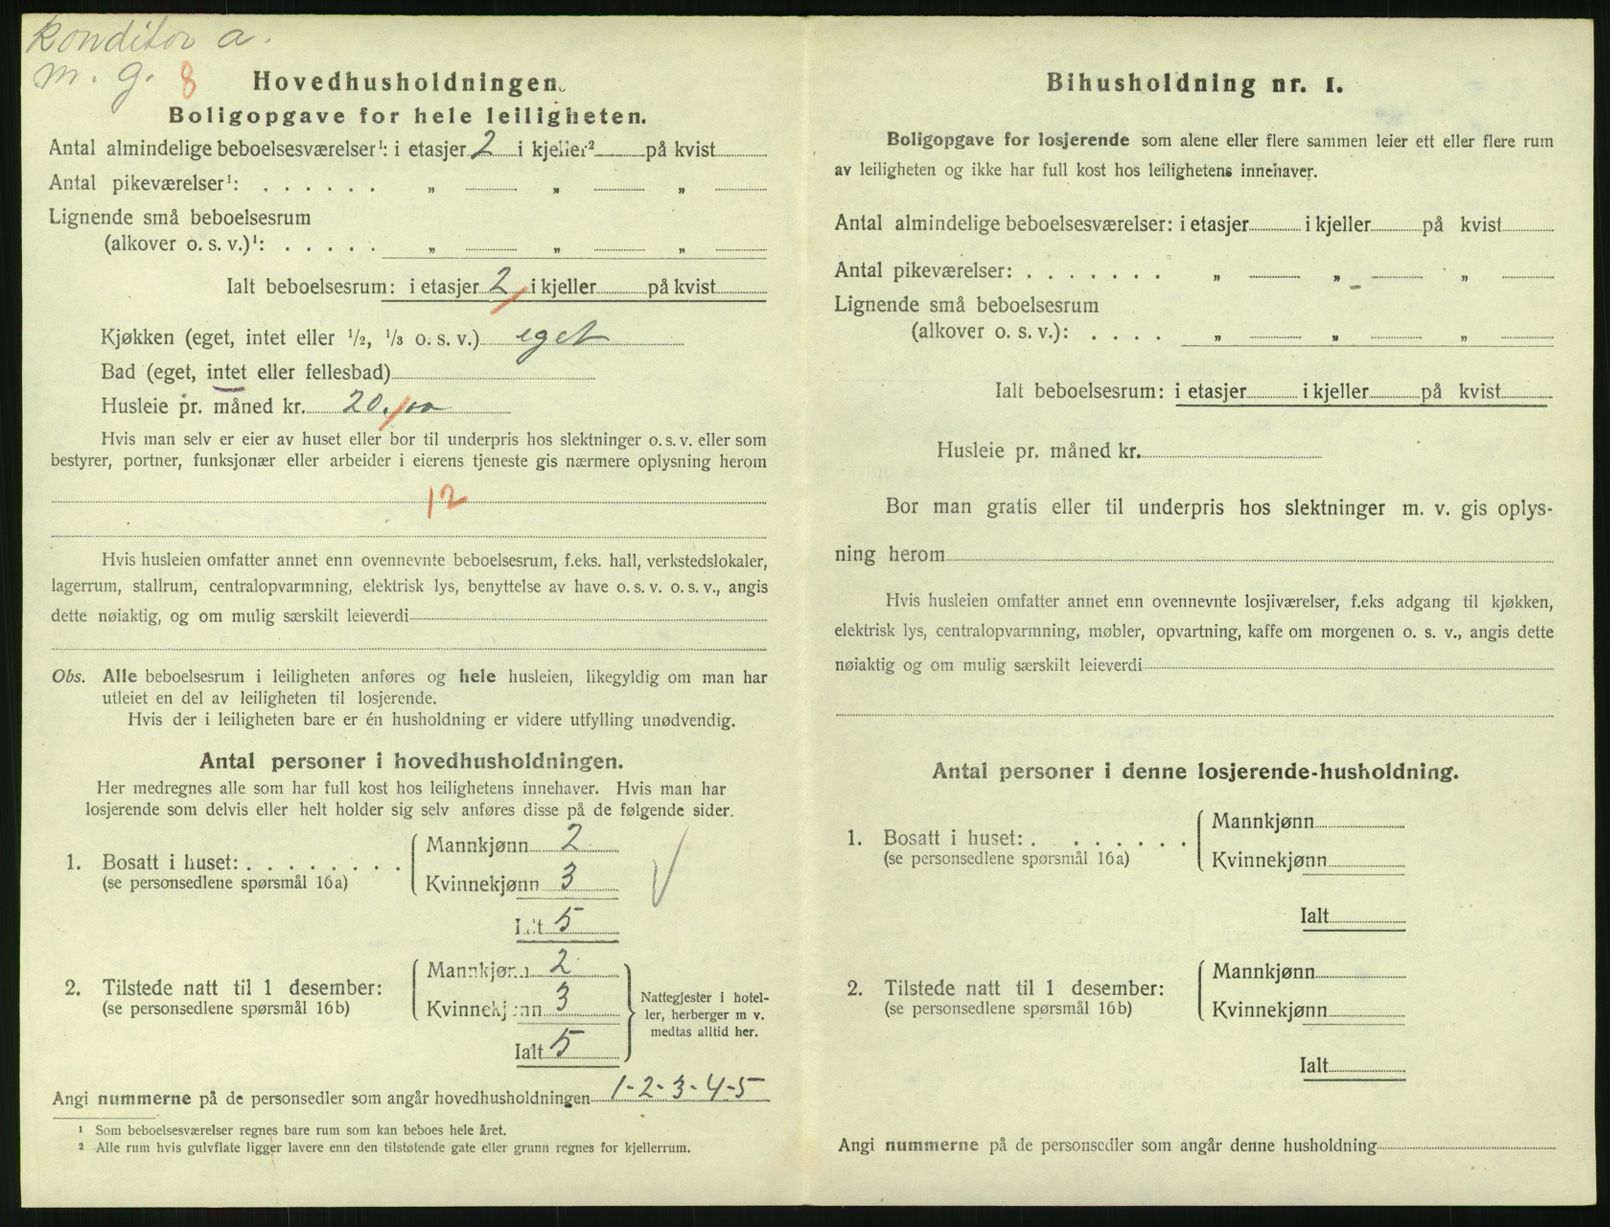 Konditor a.
m. g. 8
Hovedhusholdningen.
Boligopgave for hele leiligheten.
Antal almindelige beboelsesværelser¹: i etasjer 2 i kjeller² på kvist
Antal pikeværelser¹: . . . . . . „ „ „
Lignende små beboelsesrum
(alkover o. s. v.)¹: . . . . . „ „ „
Ialt beboelsesrum: i etasjer 2 i kjeller på kvist
Kjøkken (eget, intet eller ½, ⅓ o. s. v.) eget
Bad (eget, intet eller fellesbad)
Husleie pr. måned kr. 20.00
Hvis man selv er eier av huset eller bor til underpris hos slektninger o. s. v. eller som
bestyrer, portner, funksjonær eller arbeider i eierens tjeneste gis nærmere oplysning herom
12
Hvis husleien omfatter annet enn ovennevnte beboelsesrum, f.eks. hall, verkstedslokaler,
lagerrum, stallrum, centralopvarmning, elektrisk lys, benyttelse av have o. s. v. o. s. v., angis
dette nøiaktig, og om mulig særskilt leieverdi
Obs. Alle beboelsesrum i leiligheten anføres og hele husleien, likegyldig om man har
utleiet en del av leiligheten til losjerende.
Hvis der i leiligheten bare er én husholdning er videre utfylling unødvendig.
Antal personer i hovedhusholdningen.
Her medregnes alle som har full kost hos leilighetens innehaver. Hvis man har
losjerende som delvis eller helt holder sig selv anføres disse på de følgende sider.
1. Bosatt i huset: . . . . . . . .
(se personsedlene spørsmål 16a)
Mannkjønn 2
Kvinnekjønn 3
Ialt 5
2. Tilstede natt til 1 desember:
(se personsedlene spørsmål 16b)
Mannkjønn 2
Kvinnekjønn 3
Ialt 5
Nattegjester i hotel-
ler, herberger m v.
medtas alltid her.
Angi nummerne på de personsedler som angår hovedhusholdningen 1-2-3-4-5
¹ Som beboelsesværelser regnes bare rum som kan beboes hele året.
² Alle rum hvis gulvflate ligger lavere enn den tilstøtende gate eller grunn regnes for kjellerrum.
Bihusholdning nr. 1.
Boligopgave for losjerende som alene eller flere sammen leier ett eller flere rum
av leiligheten og ikke har full kost hos leilighetens innehaver.
Antal almindelige beboelsesværelser: i etasjer i kjeller på kvist
Antal pikeværelser: . . . . . . . „ „ „
Lignende små beboelsesrum
(alkover o. s. v.): . . . . „ „ „
Ialt beboelsesrum: i etasjer i kjeller på kvist
Husleie pr. måned kr.
Bor man gratis eller til underpris hos slektninger m. v. gis oplys-
ning herom
Hvis husleien omfatter annet enn ovennevnte losjiværelser, f.eks adgang til kjøkken,
elektrisk lys, centralopvarmning, møbler, opvartning, kaffe om morgenen o. s. v., angis dette
nøiaktig og om mulig særskilt leieverdi
Antal personer i denne losjerende-husholdning.
1. Bosatt i huset: . . . . . . .
(se personsedlene spørsmål 16a)
Mannkjønn
Kvinnekjønn
Ialt
2. Tilstede natt til 1 desember:
(se personsedlene spørsmål 16b)
Mannkjønn
Kvinnekjønn
Ialt
Angi nummerne på de personsedler som angår denne husholdning